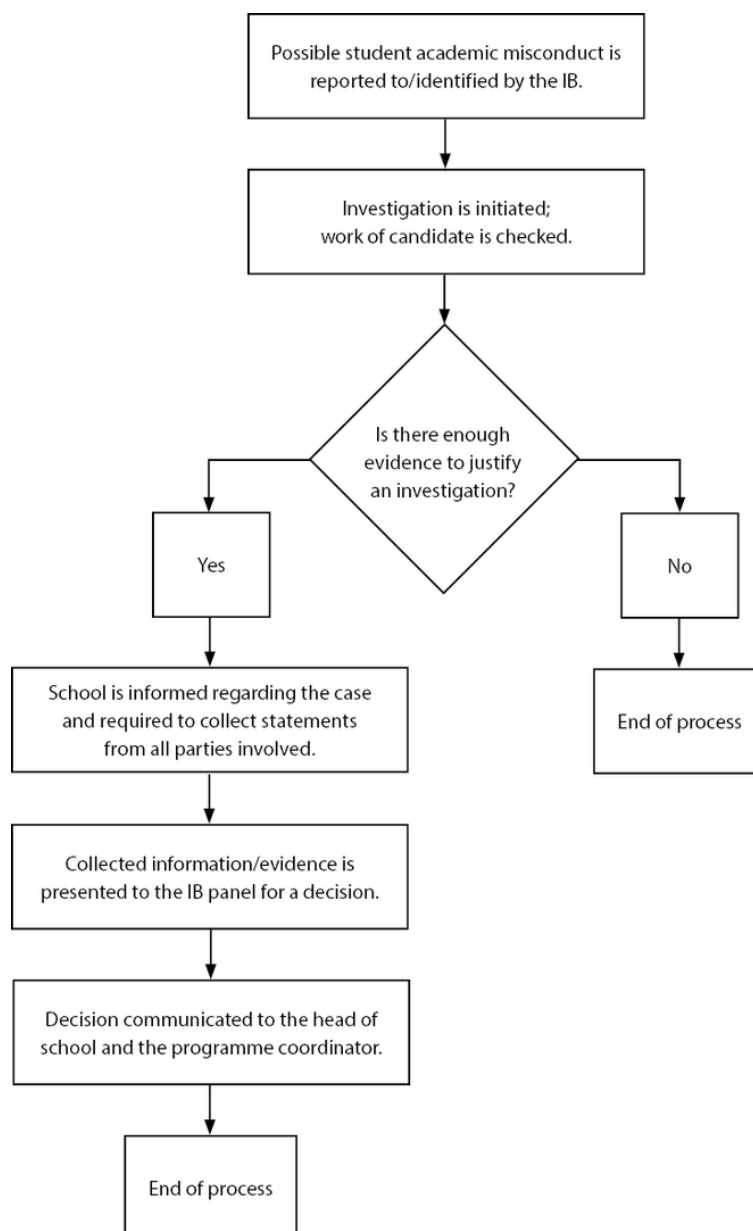 Possible student academic misconduct is
reported to/identified by the IB.
Investigation is initiated;
work of candidate is checked.
Is there enough
evidence to justify
an investigation?
Yes
No
School is informed regarding the case
and required to collect statements
from all parties involved.
End of process
Collected information/evidence is
presented to the IB panel for a decision.
Decision communicated to the head of
school and the programme coordinator.
End of process